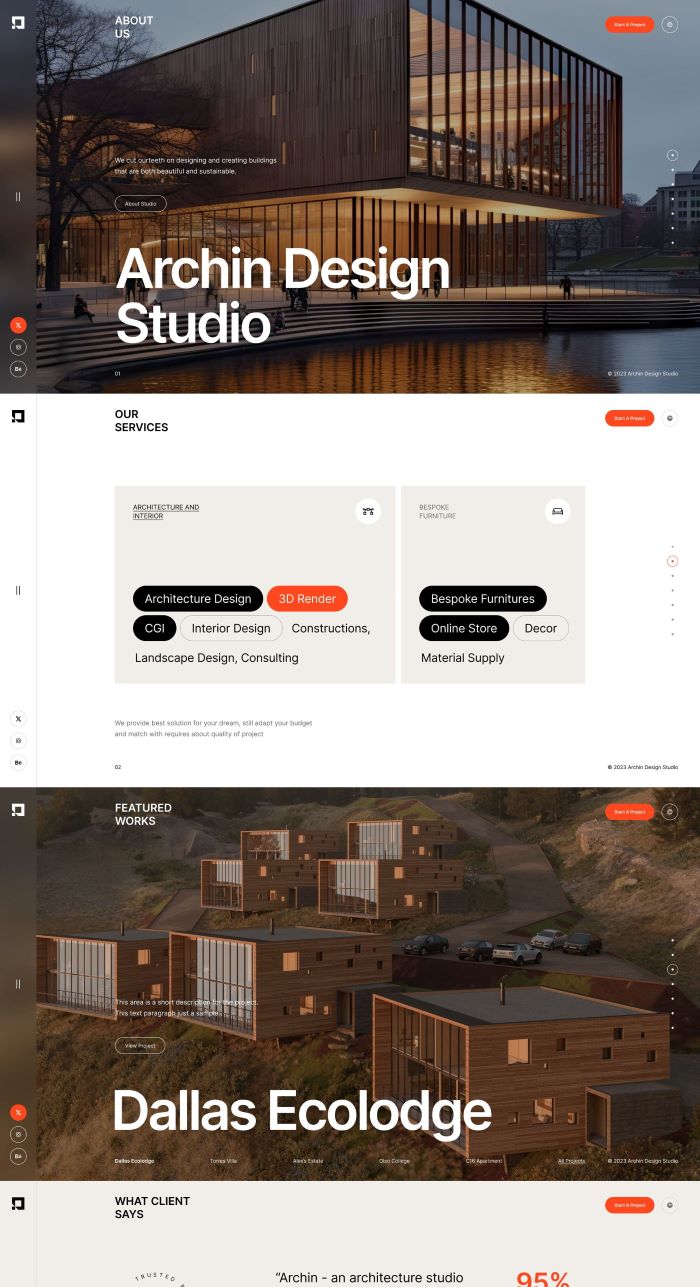 ABOUT
US
Start A Project
We cut ourteeth on designing and creating buildings
that are both beautiful and sustainable.
About Studio
Archin Design
Studio
Bē
01
© 2023 Archin Design Studio
OUR
SERVICES
Start A Project
ARCHITECTURE AND
INTERIOR
BESPOKE
FURNITURE
Architecture Design
3D Render
CGI
Interior Design
Constructions,
Landscape Design, Consulting
Bespoke Furnitures
Online Store
Decor
Material Supply
We provide best solution for your dream, still adapt your budget
and match with requires about quality of project
Bē
02
© 2023 Archin Design Studio
FEATURED
WORKS
Start A Project
This area is a short description for the project.
This text paragraph just a sample
View Project
Dallas Ecolodge
Bē
Dallas Ecolodge
Torres Villa
Alex's Estate
Olso College
C16 Apartment
All Projects
© 2023 Archin Design Studio
WHAT CLIENT
SAYS
Start A Project
TRUSTED
“Archin - an architecture studio
95%